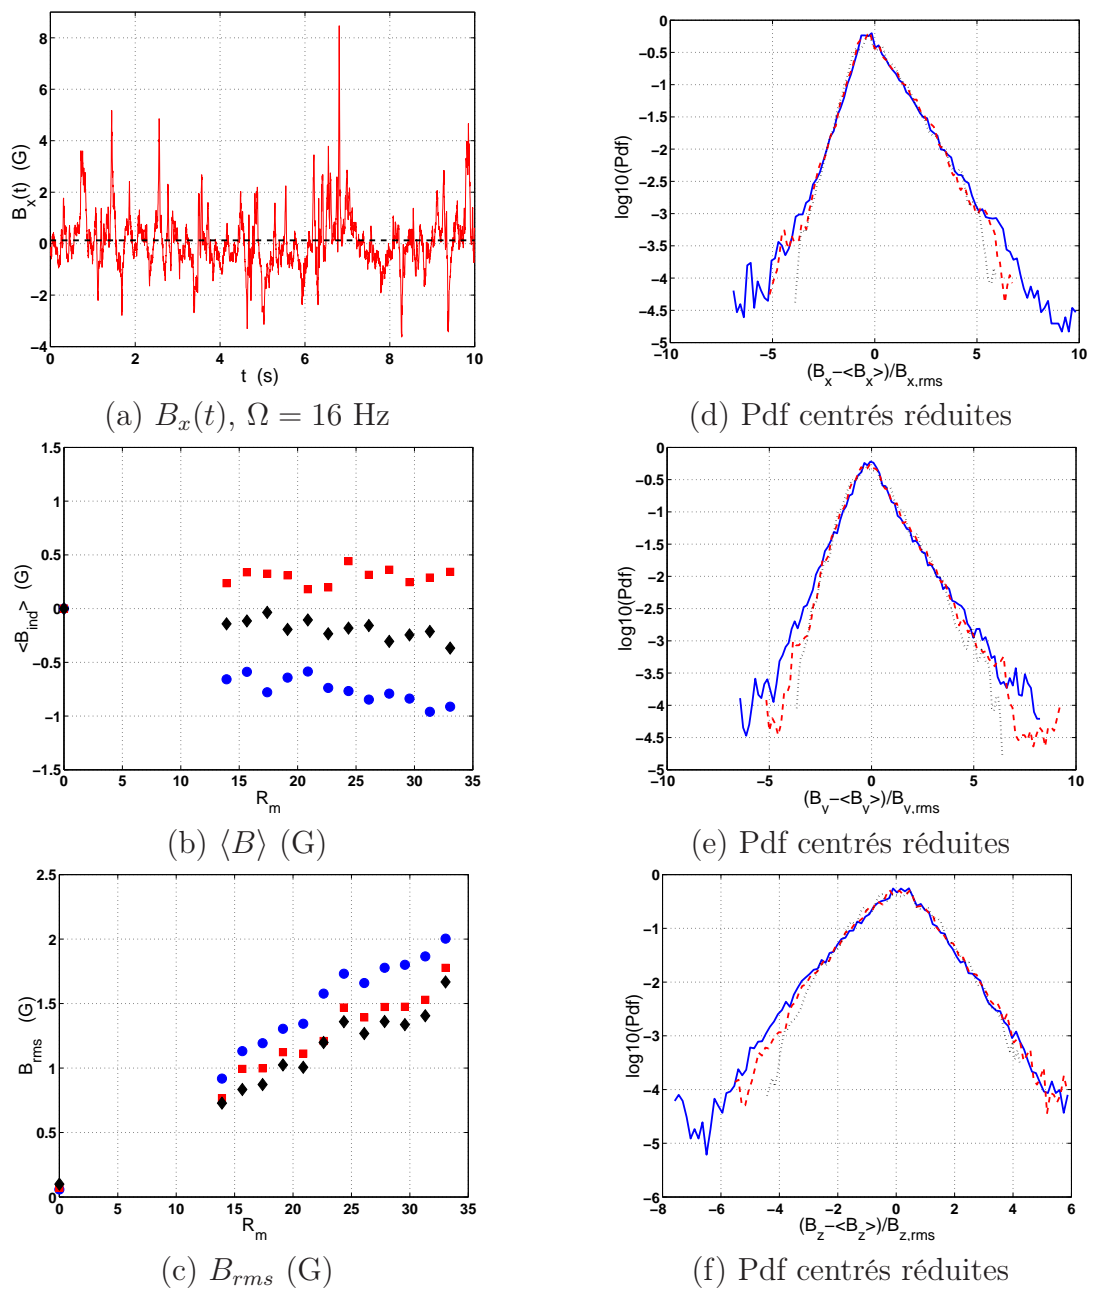 8
6
4
2
0
−2
−4
0 2 4 6 8 10
B_x(t) (G)
t (s)
(a) B_x(t), Ω = 16 Hz
0
−0.5
−1
−1.5
−2
−2.5
−3
−3.5
−4
−4.5
−5
−10 −5 0 5 10
log10(Pdf)
(B_x−<B_x>)/B_x,rms
(d) Pdf centrés réduites
1.5
1
0.5
0
−0.5
−1
−1.5
0 5 10 15 20 25 30 35
<B_ind> (G)
R_m
(b) ⟨B⟩ (G)
0
−0.5
−1
−1.5
−2
−2.5
−3
−3.5
−4
−4.5
−5
−10 −5 0 5 10
log10(Pdf)
(B_y−<B_y>)/B_y,rms
(e) Pdf centrés réduites
2.5
2
1.5
1
0.5
0
0 5 10 15 20 25 30 35
B_rms (G)
R_m
(c) B_rms (G)
0
−1
−2
−3
−4
−5
−6
−8 −6 −4 −2 0 2 4 6
log10(Pdf)
(B_z−<B_z>)/B_z,rms
(f) Pdf centrés réduites